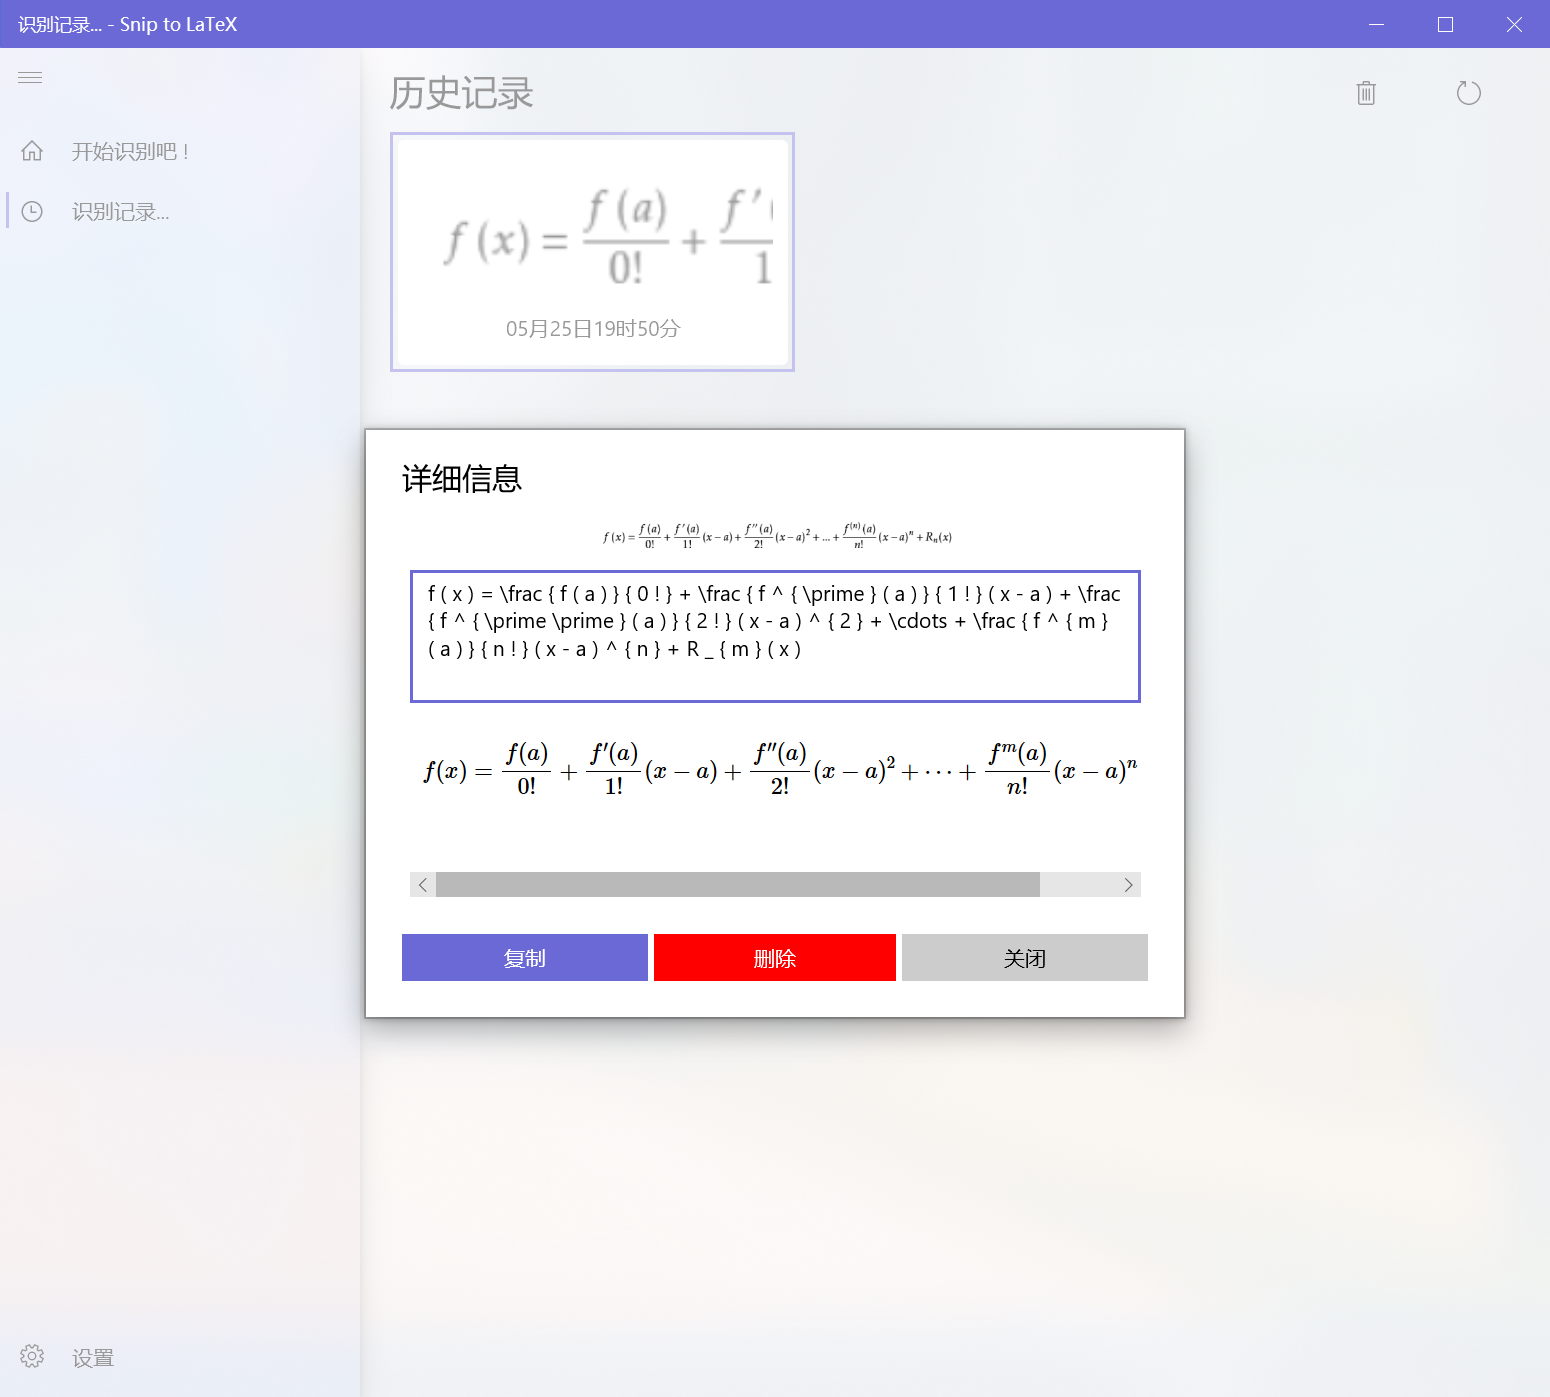 识别记录... - Snip to LaTeX
历史记录
开始识别吧！
识别记录...
f (x) = \frac{f (a)}{0!} + \frac{f ′(}{1}
05月25日19时50分
详细信息
f (x) = \frac{f (a)}{0!} + \frac{f ′(a)}{1!} (x − a) + \frac{f ″(a)}{2!} (x − a)^2 + ... + \frac{f^{(n)}(a)}{n!} (x − a)^n + R_n(x)
f ( x ) = \frac { f ( a ) } { 0 ! } + \frac { f ^ { \prime } ( a ) } { 1 ! } ( x - a ) + \frac
{ f ^ { \prime \prime } ( a ) } { 2 ! } ( x - a ) ^ { 2 } + \cdots + \frac { f ^ { m }
( a ) } { n ! } ( x - a ) ^ { n } + R _ { m } ( x )
f(x) = \frac{f(a)}{0!} + \frac{f′(a)}{1!}(x − a) + \frac{f″(a)}{2!}(x − a)^2 + ··· + \frac{f^m(a)}{n!}(x − a)^n
复制 删除 关闭
设置